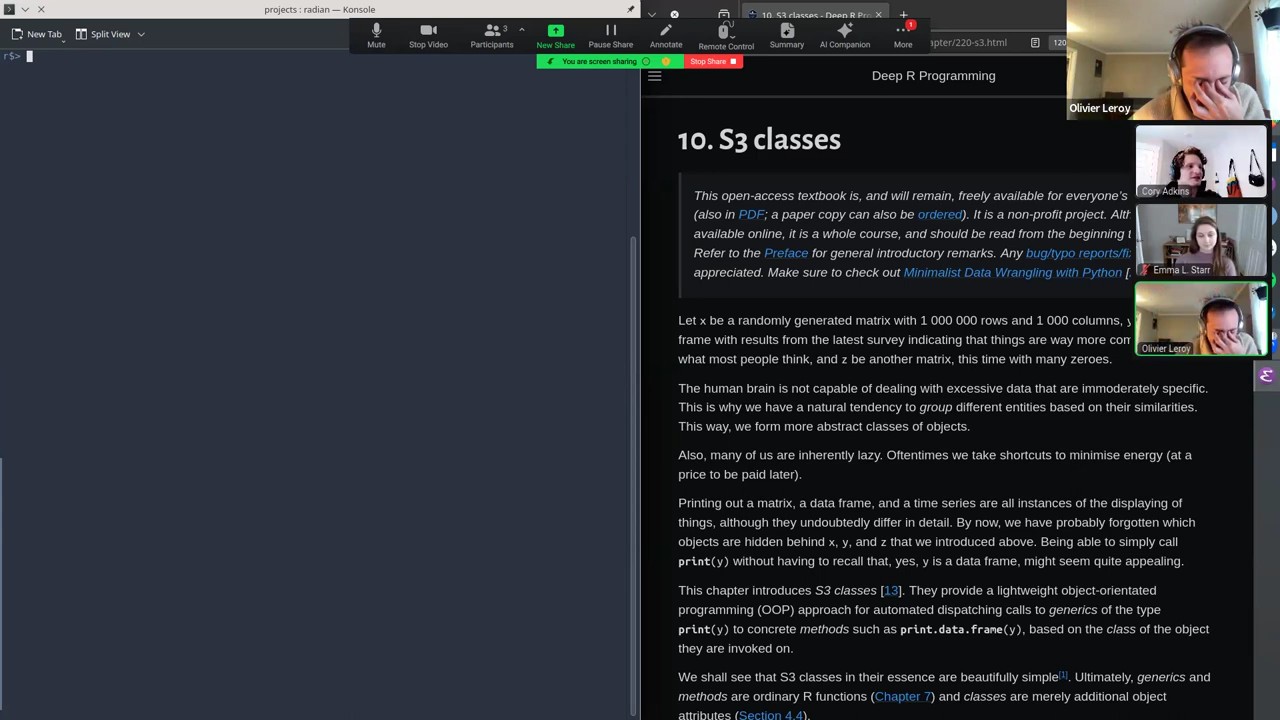 projects : radian — Konsole
New Tab
Split View
r$>
Mute
Stop Video
Participants
3
New Share
Pause Share
Annotate
Remote Control
Summary
AI Companion
More
1
You are screen sharing
Stop Share
10. S3 classes - Deep R Pro
hapter/220-s3.html
120
Deep R Programming
Olivier Leroy
Cory Adkins
Emma L. Starr
Olivier Leroy
10. S3 classes
This open-access textbook is, and will remain, freely available for everyone's
(also in PDF; a paper copy can also be ordered). It is a non-profit project. Alth
available online, it is a whole course, and should be read from the beginning t
Refer to the Preface for general introductory remarks. Any bug/typo reports/fix
appreciated. Make sure to check out Minimalist Data Wrangling with Python [
Let x be a randomly generated matrix with 1 000 000 rows and 1 000 columns, y
frame with results from the latest survey indicating that things are way more com
what most people think, and z be another matrix, this time with many zeroes.
The human brain is not capable of dealing with excessive data that are immoderately specific.
This is why we have a natural tendency to group different entities based on their similarities.
This way, we form more abstract classes of objects.
Also, many of us are inherently lazy. Oftentimes we take shortcuts to minimise energy (at a
price to be paid later).
Printing out a matrix, a data frame, and a time series are all instances of the displaying of
things, although they undoubtedly differ in detail. By now, we have probably forgotten which
objects are hidden behind x, y, and z that we introduced above. Being able to simply call
print(y) without having to recall that, yes, y is a data frame, might seem quite appealing.
This chapter introduces S3 classes [13]. They provide a lightweight object-orientated
programming (OOP) approach for automated dispatching calls to generics of the type
print(y) to concrete methods such as print.data.frame(y), based on the class of the object
they are invoked on.
We shall see that S3 classes in their essence are beautifully simple[1]. Ultimately, generics and
methods are ordinary R functions (Chapter 7) and classes are merely additional object
attributes (Section 4.4).